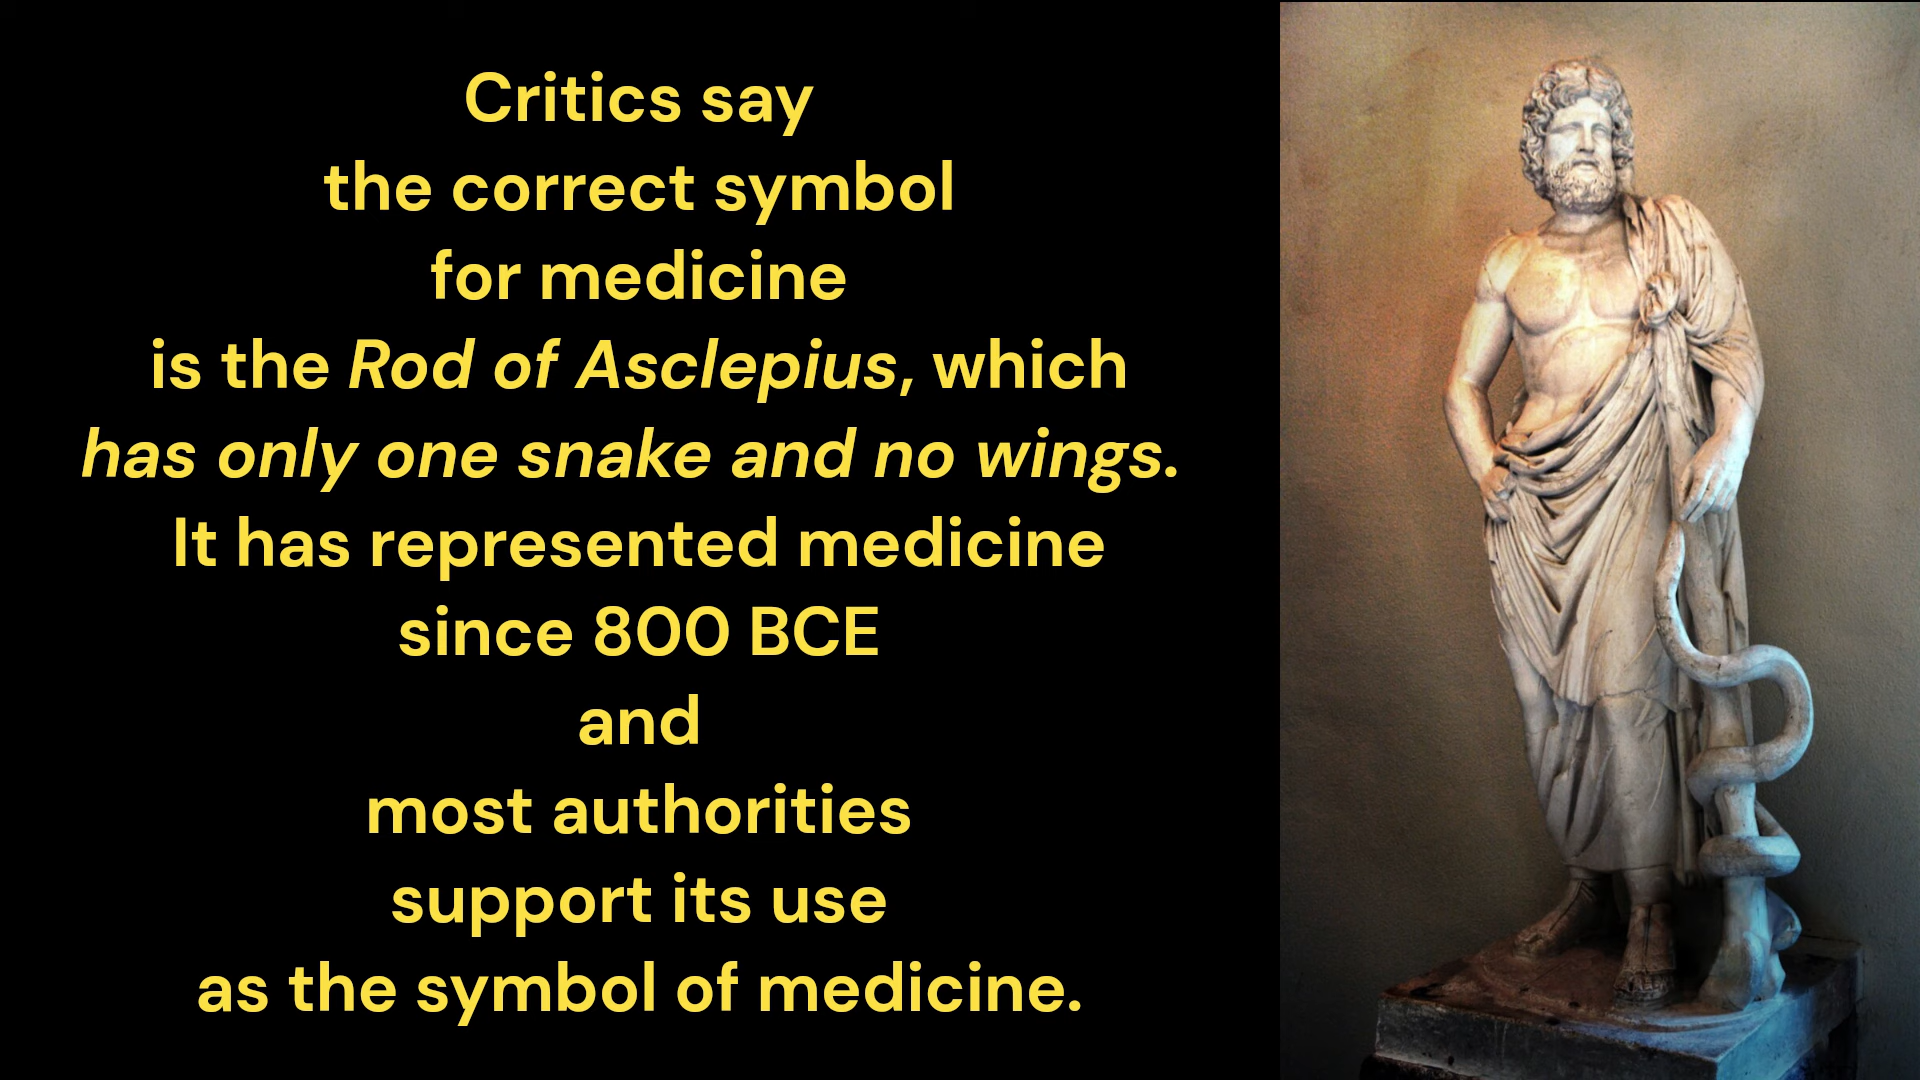 Critics say
the correct symbol
for medicine
is the Rod of Asclepius, which
has only one snake and no wings.
It has represented medicine
since 800 BCE
and
most authorities
support its use
as the symbol of medicine.